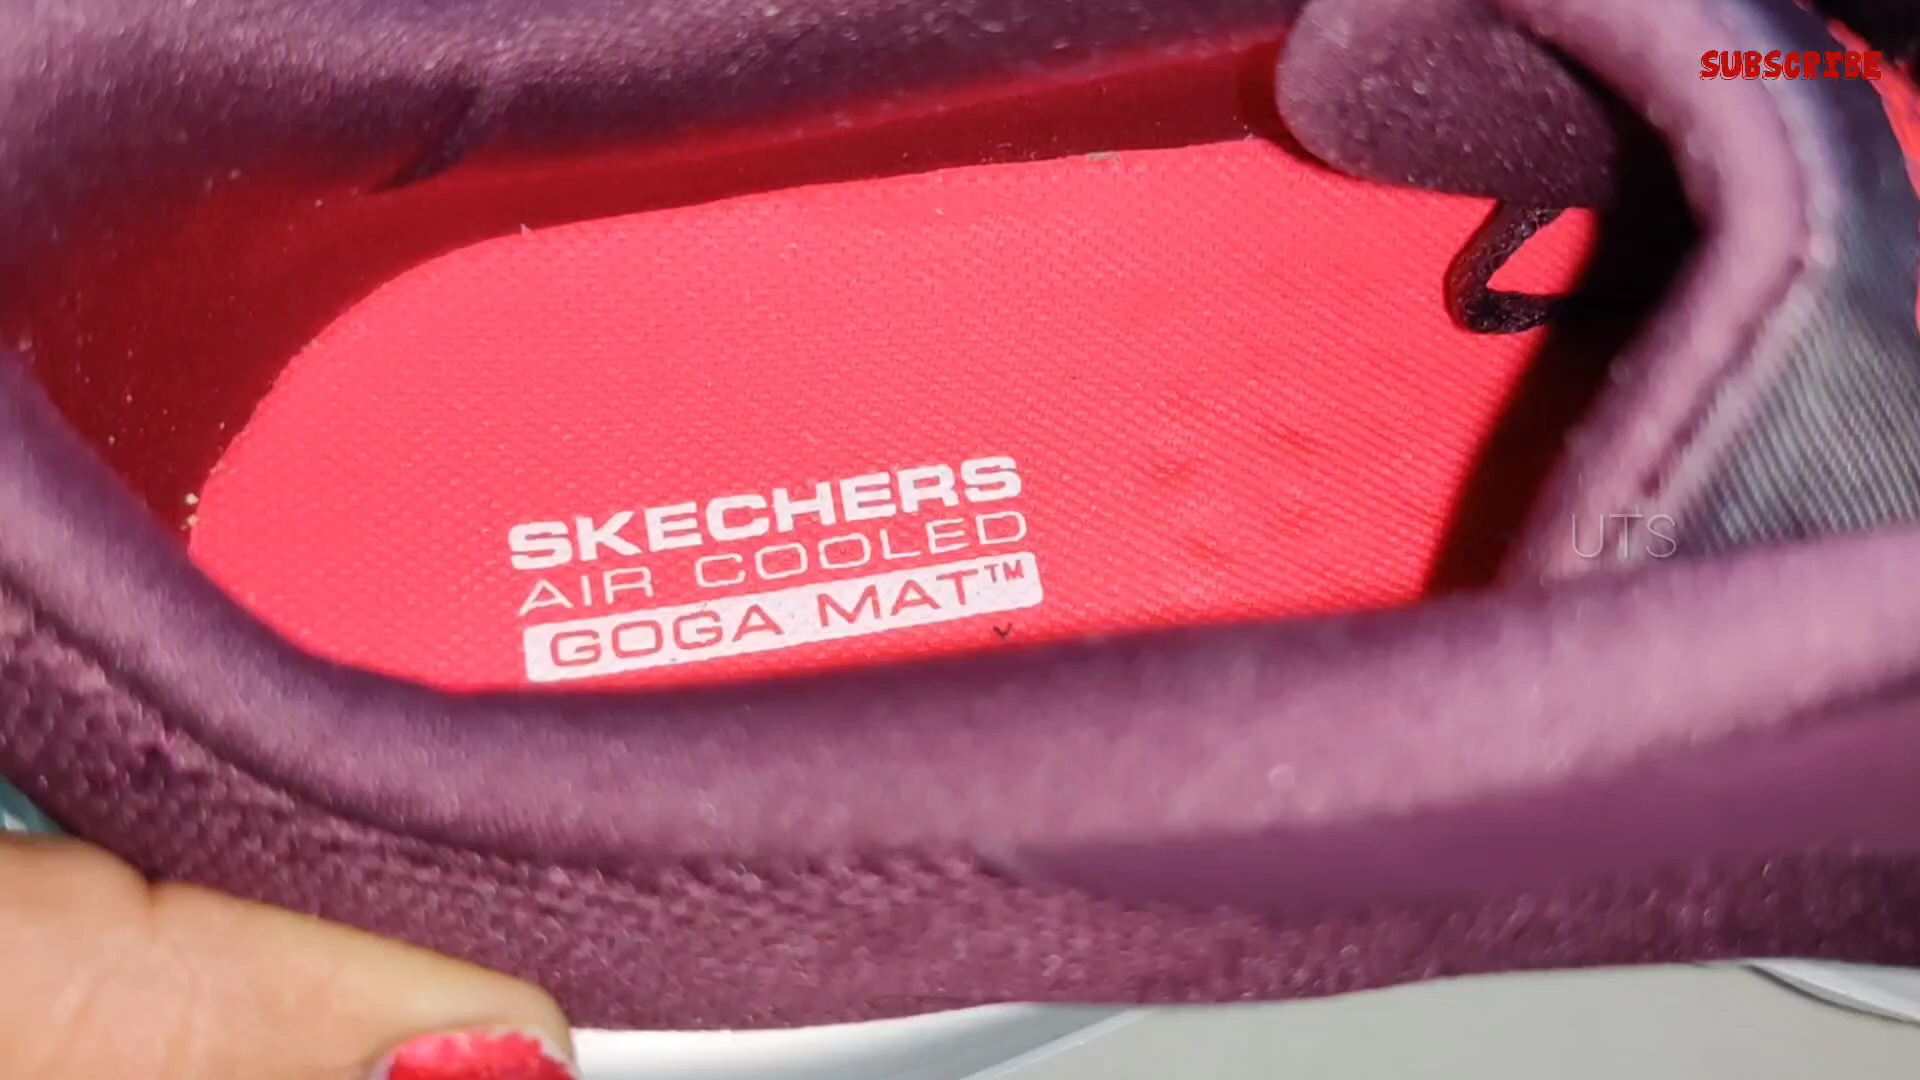 SUBSCRIBE
SKECHERS
AIR COOLED
GOGA MAT™
UTS